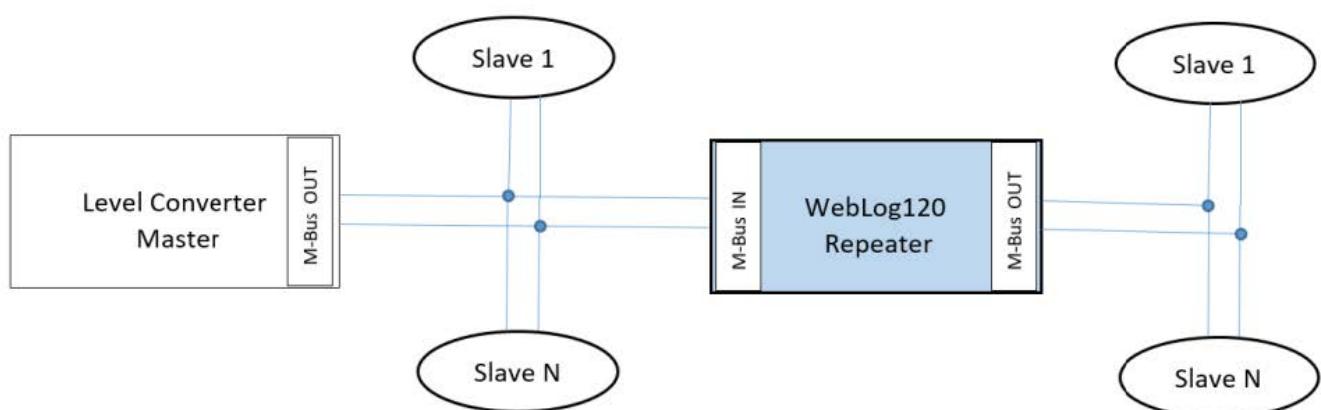 Slave 1
Slave 1
Level Converter
Master
M-Bus OUT
M-Bus IN
WebLog120
Repeater
M-Bus OUT
Slave N
Slave N